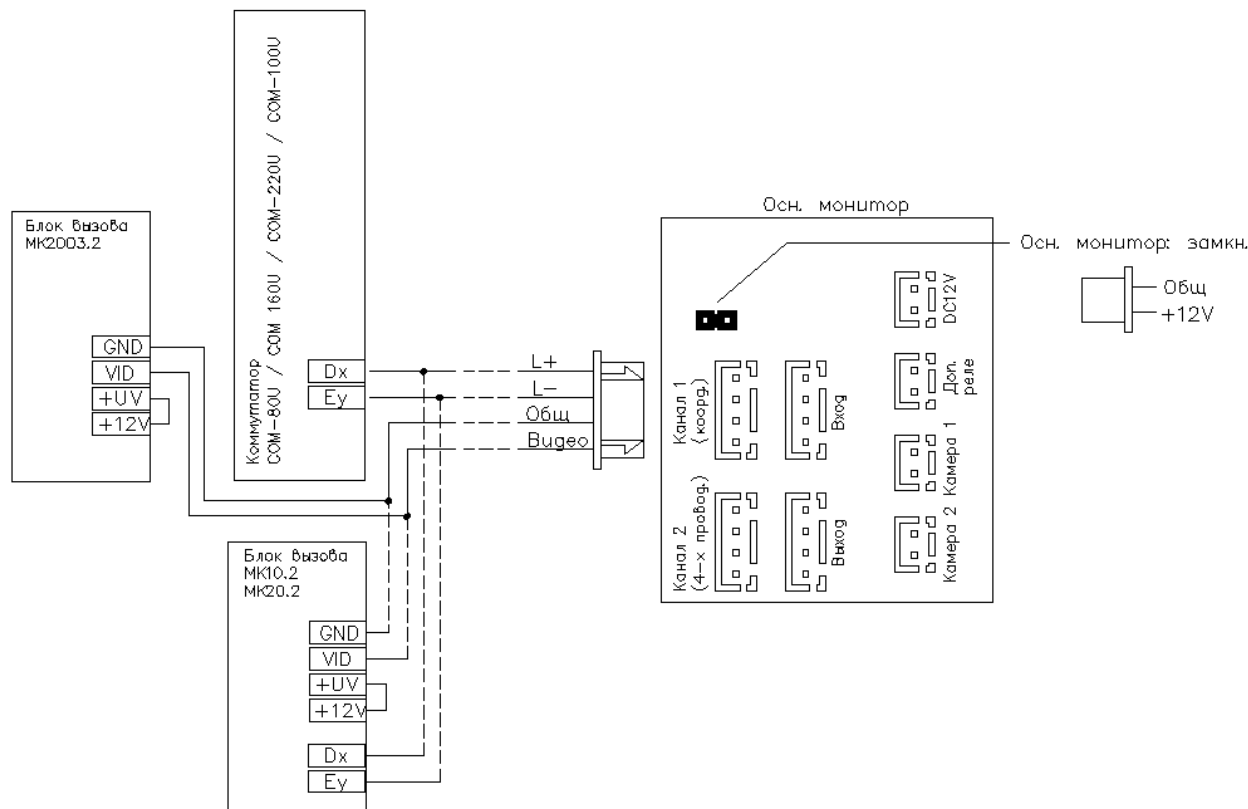 Коммутатор
COM-80U / COM 160U / COM-220U / COM-100U
Блок вызова
МК2003.2
GND
VID
+UV
+12V
Dx
Ey
L+
L-
Общ
Видео
Блок вызова
МК10.2
МК20.2
GND
VID
+UV
+12V
Dx
Ey
Осн. монитор
Осн. монитор: замкн.
Общ
+12V
DC12V
Канал 1
(коорд.)
Вход
Доп.
реле
Камера 1
Канал 2
(4-х провод.)
Выход
Камера 2